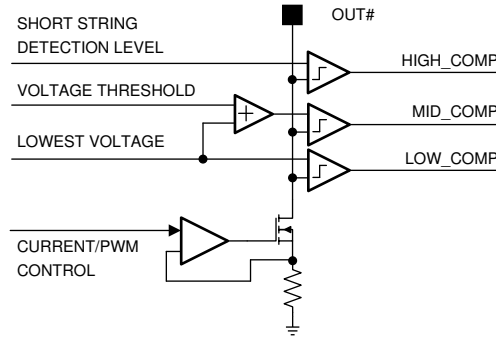 SHORT STRING
DETECTION LEVEL
OUT#
HIGH_COMP
VOLTAGE THRESHOLD
MID_COMP
LOWEST VOLTAGE
LOW_COMP
CURRENT/PWM
CONTROL